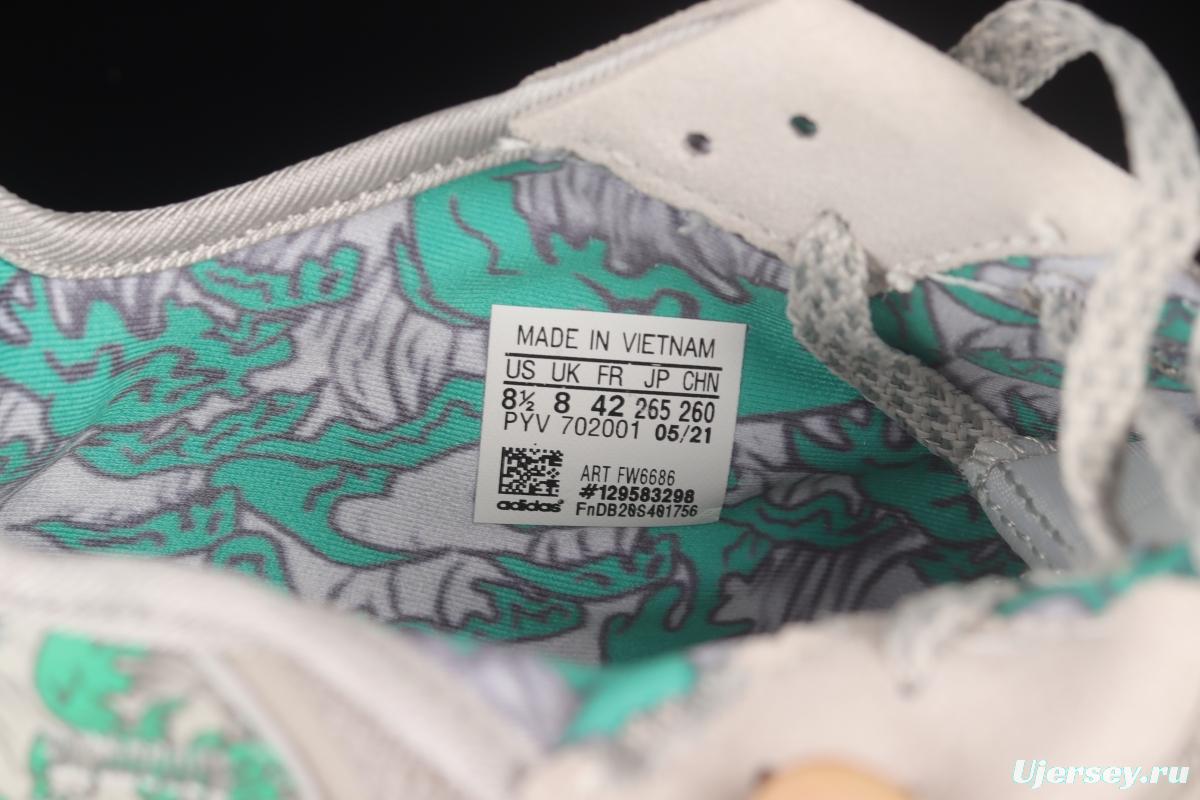 MADE IN VIETNAM
US UK FR JP CHN
8½ 8 42 265 260
PYV 702001 05/21
ART FW6686
#129583298
adidas®
FnDB20S401756
Ujersey.ru